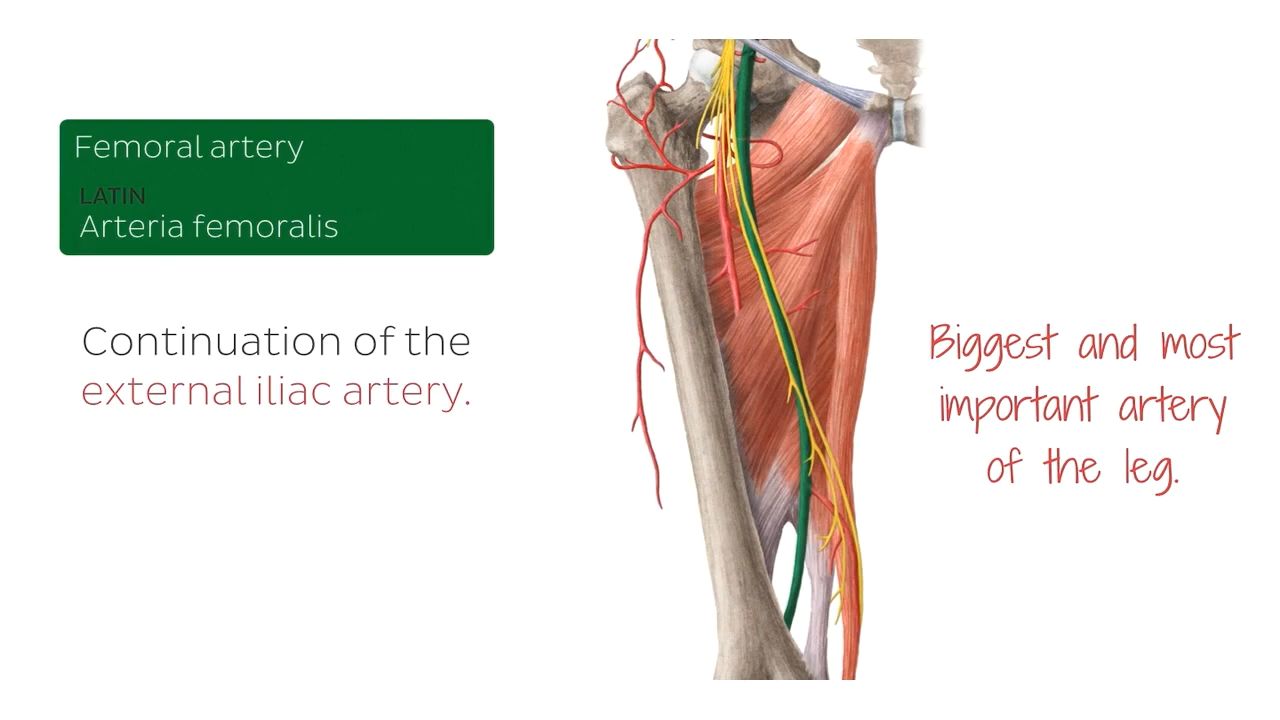 Femoral artery
LATIN
Arteria femoralis
Continuation of the
external iliac artery.
Biggest and most
important artery
of the leg.